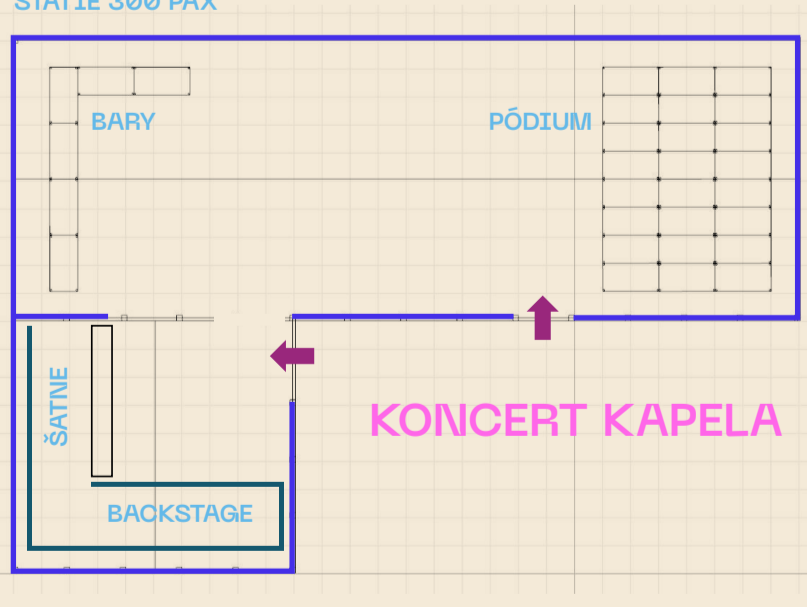 STATIE 300 PAX
BARY
PÓDIUM
ŠATNE
KONCERT KAPELA
BACKSTAGE